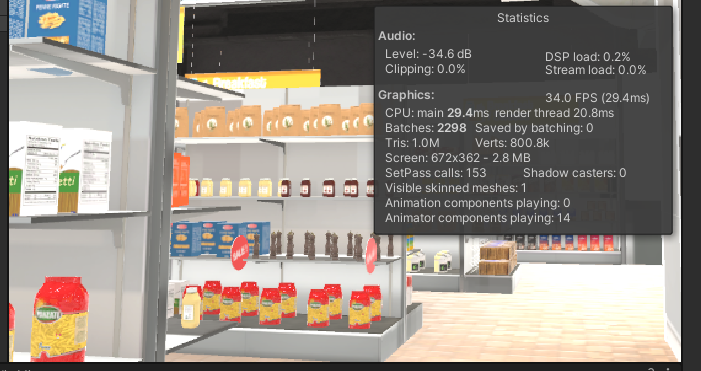 Statistics
Audio:
Level: -34.6 dB
DSP load: 0.2%
Clipping: 0.0%
Stream load: 0.0%
Graphics:
34.0 FPS (29.4ms)
CPU: main 29.4ms render thread 20.8ms
Batches: 2298 Saved by batching: 0
Tris: 1.0M Verts: 800.8k
Screen: 672x362 - 2.8 MB
SetPass calls: 153 Shadow casters: 0
Visible skinned meshes: 1
Animation components playing: 0
Animator components playing: 14